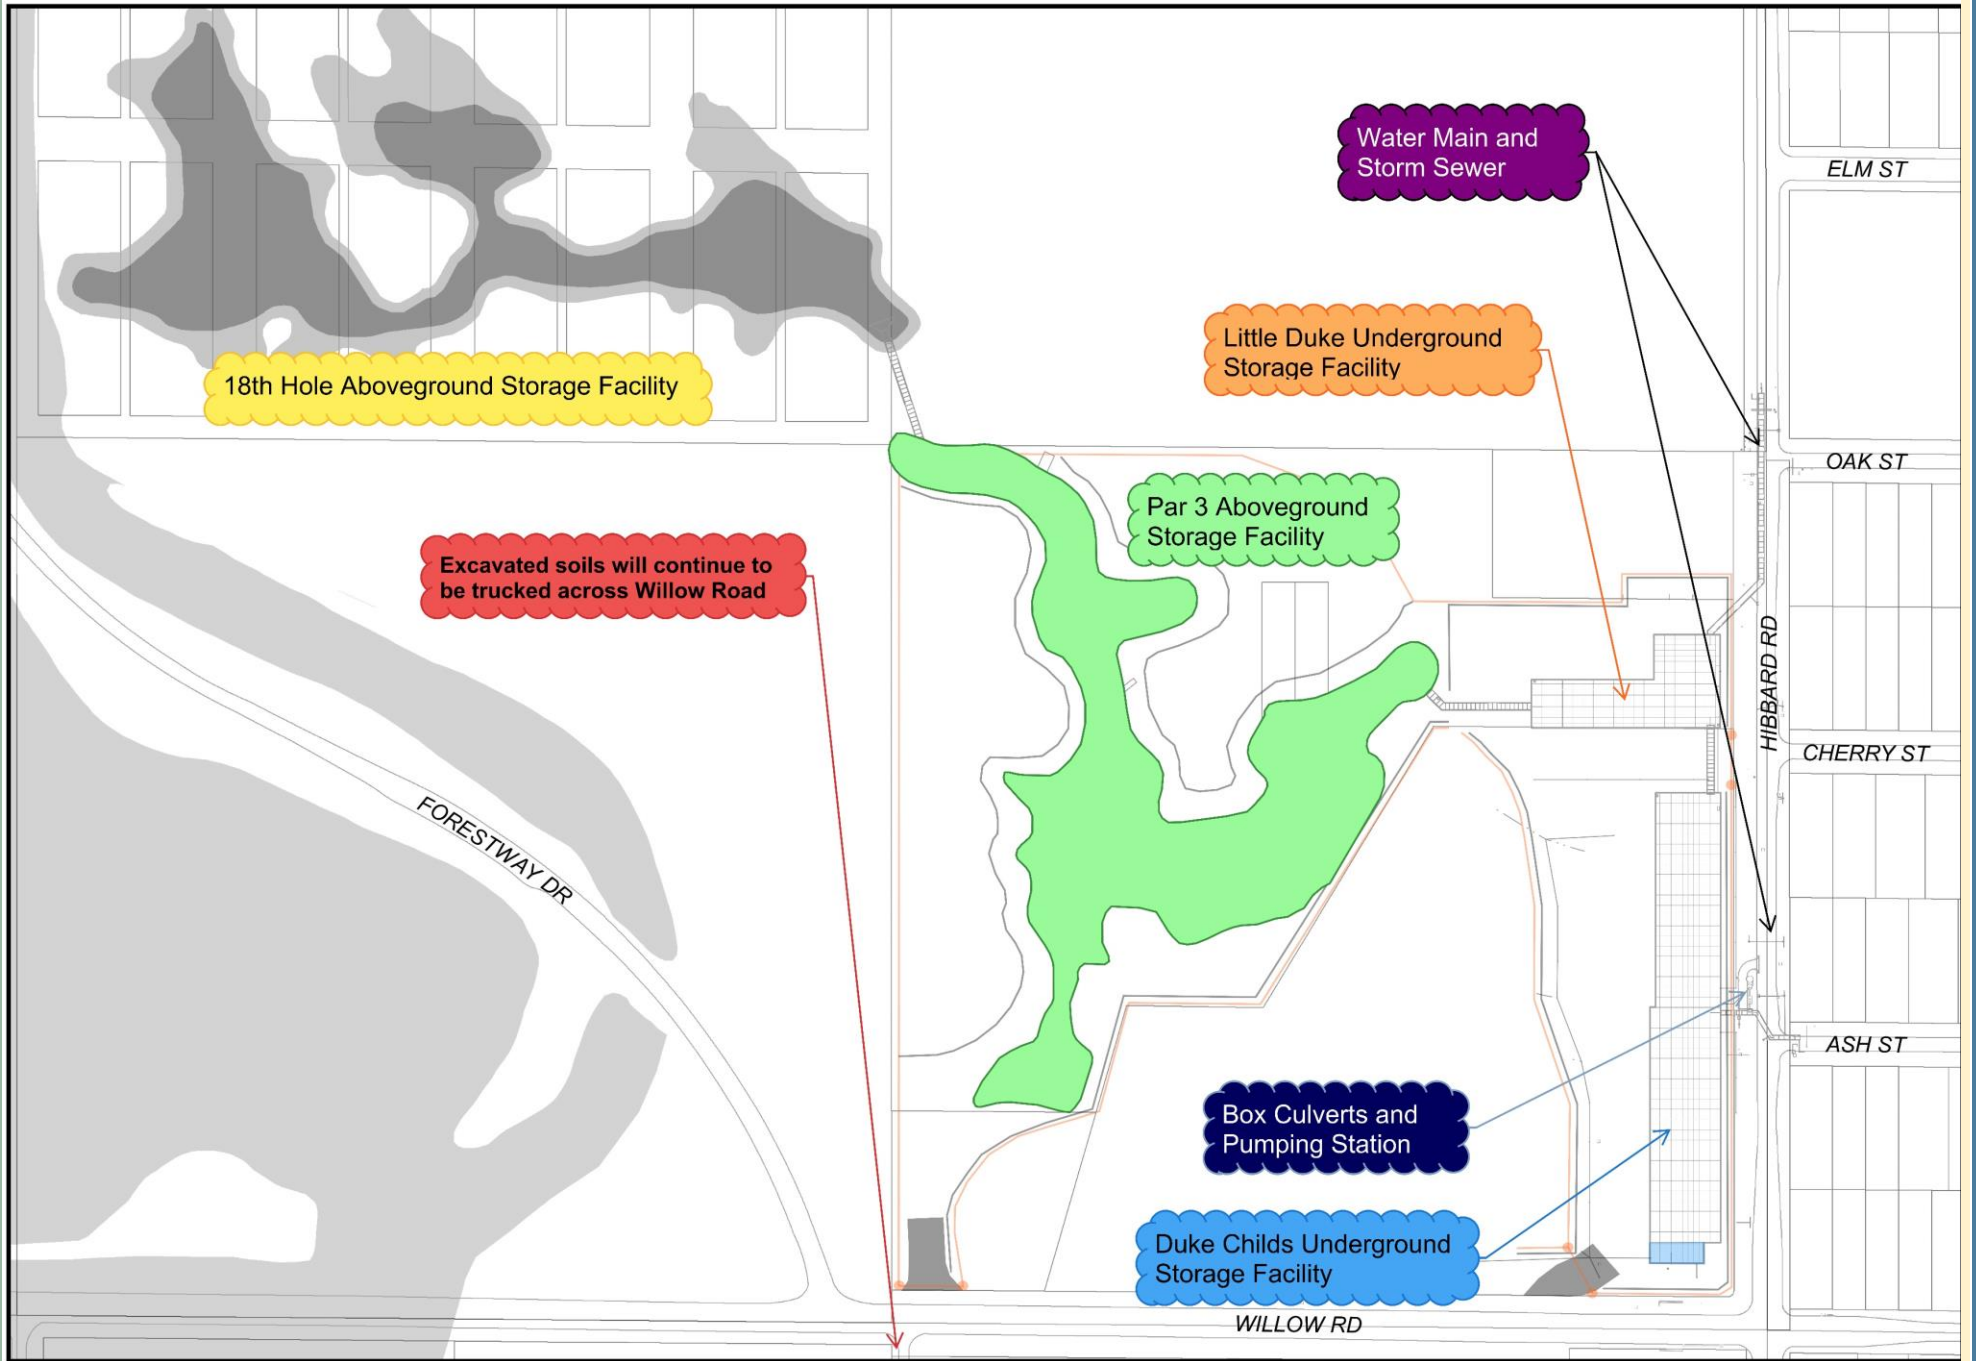 Water Main and
Storm Sewer
ELM ST
Little Duke Underground
Storage Facility
18th Hole Aboveground Storage Facility
OAK ST
Par 3 Aboveground
Storage Facility
Excavated soils will continue to
be trucked across Willow Road
HIBBARD RD
CHERRY ST
FORESTWAY DR
ASH ST
Box Culverts and
Pumping Station
Duke Childs Underground
Storage Facility
WILLOW RD